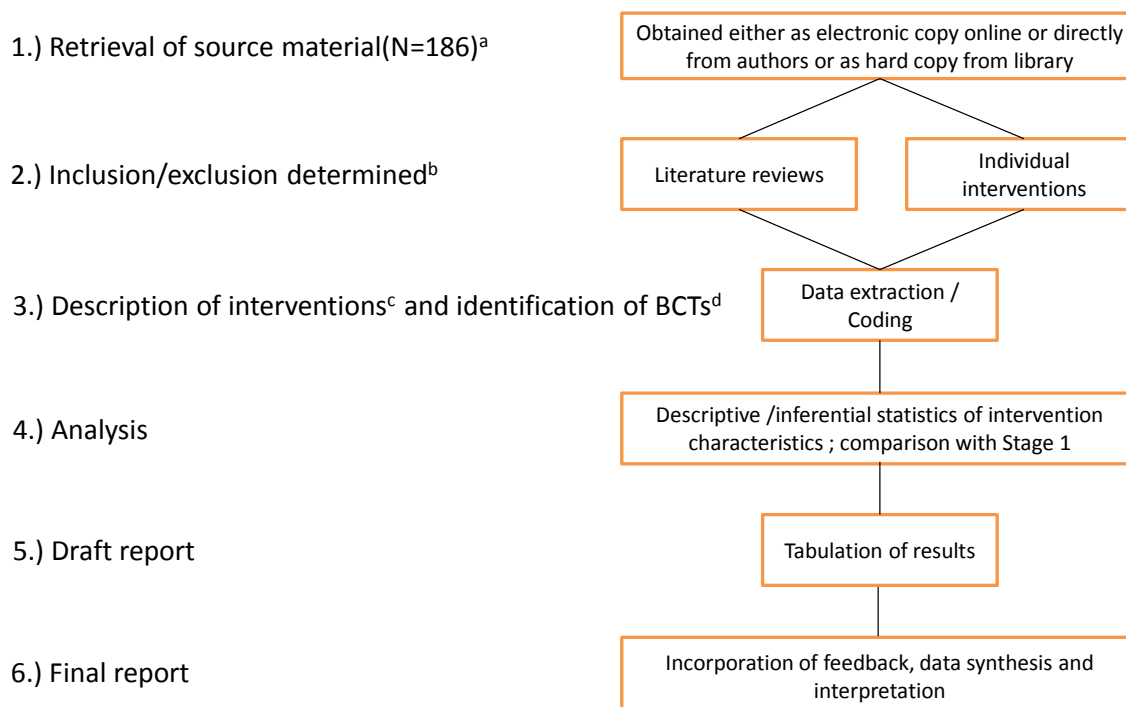 1.) Retrieval of source material(N=186)ᵃ
Obtained either as electronic copy online or directly
from authors or as hard copy from library
2.) Inclusion/exclusion determinedᵇ
Literature reviews
Individual
interventions
3.) Description of interventionsᶜ and identification of BCTsᵈ
Data extraction /
Coding
4.) Analysis
Descriptive /inferential statistics of intervention
characteristics ; comparison with Stage 1
5.) Draft report
Tabulation of results
6.) Final report
Incorporation of feedback, data synthesis and
interpretation